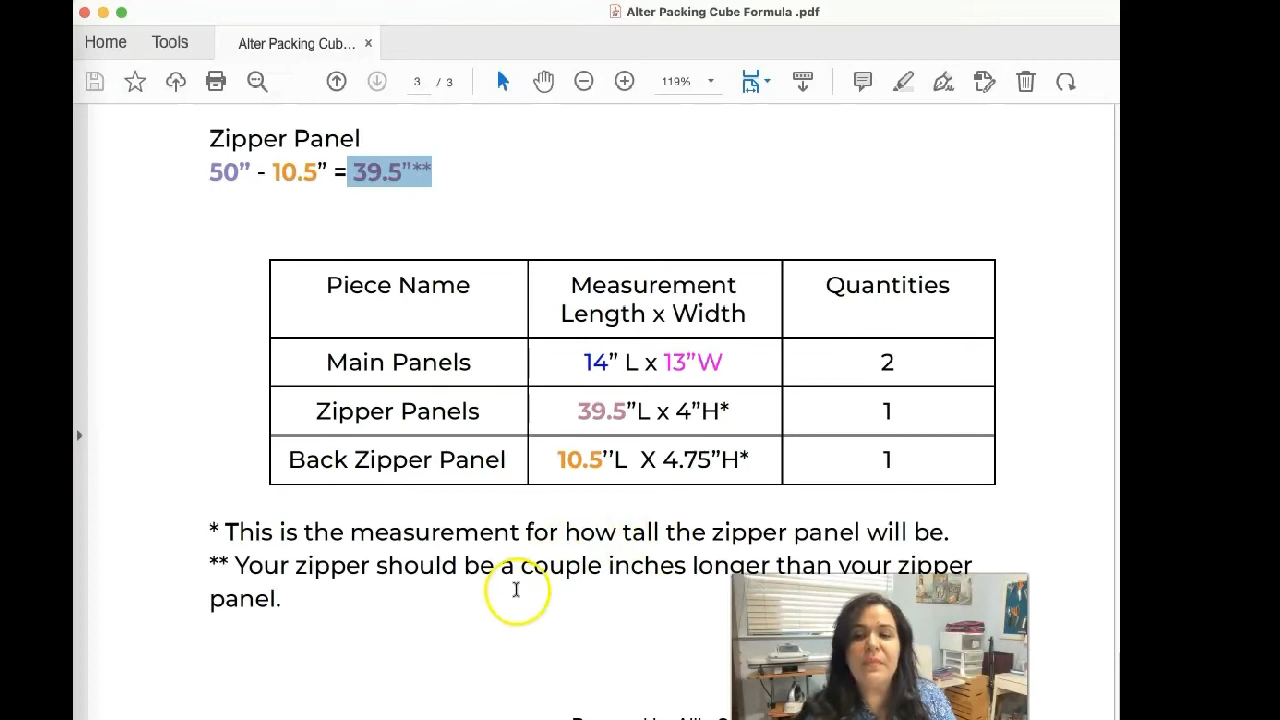 Alter Packing Cube Formula .pdf
Home Tools Alter Packing Cub... ×
3 / 3 119%
Zipper Panel
50” - 10.5” = 39.5”**
Piece Name Measurement Length x Width Quantities
Main Panels 14” L x 13”W 2
Zipper Panels 39.5”L x 4”H* 1
Back Zipper Panel 10.5’’L X 4.75”H* 1
* This is the measurement for how tall the zipper panel will be.
** Your zipper should be a couple inches longer than your zipper
panel.